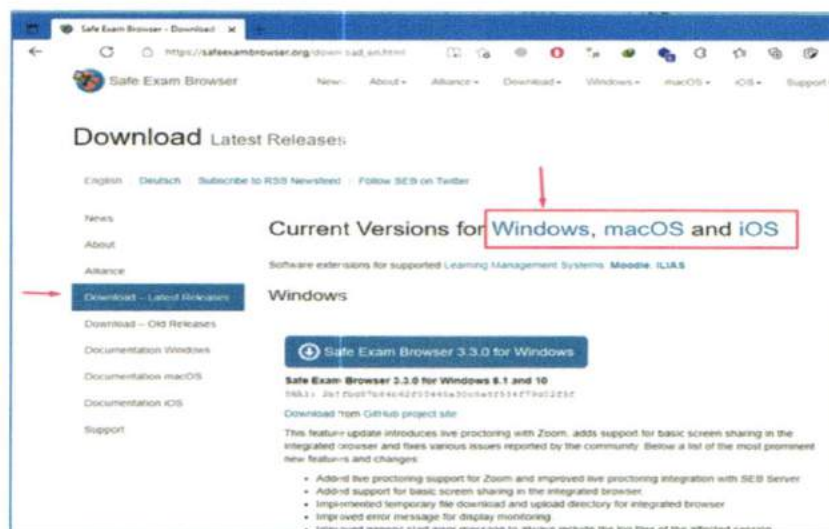 Safe Exam Browser - Download
https://safeexambrowser.org/download_en.html
Safe Exam Browser
News About Alliance Download Windows macOS iOS Support
Download Latest Releases
English Deutsch Subscribe to RSS Newsfeed Follow SEB on Twitter
News
About
Alliance
Download – Latest Releases
Download – Old Releases
Documentation Windows
Documentation macOS
Documentation iOS
Support
Current Versions for Windows, macOS and iOS
Software extensions for supported Learning Management Systems: Moodle, ILIAS
Windows
Safe Exam Browser 3.3.0 for Windows
Safe Exam Browser 3.3.0 for Windows 8.1 and 10
Download from GitHub project site
This feature update introduces live proctoring with Zoom, adds support for basic screen sharing in the
integrated browser and fixes various issues reported by the community. Below a list of the most prominent
new features and changes:
• Added live proctoring support for Zoom and improved live proctoring integration with SEB Server
• Added support for basic screen sharing in the integrated browser
• Implemented temporary file download and upload directory for integrated browser
• Improved error message for display monitoring